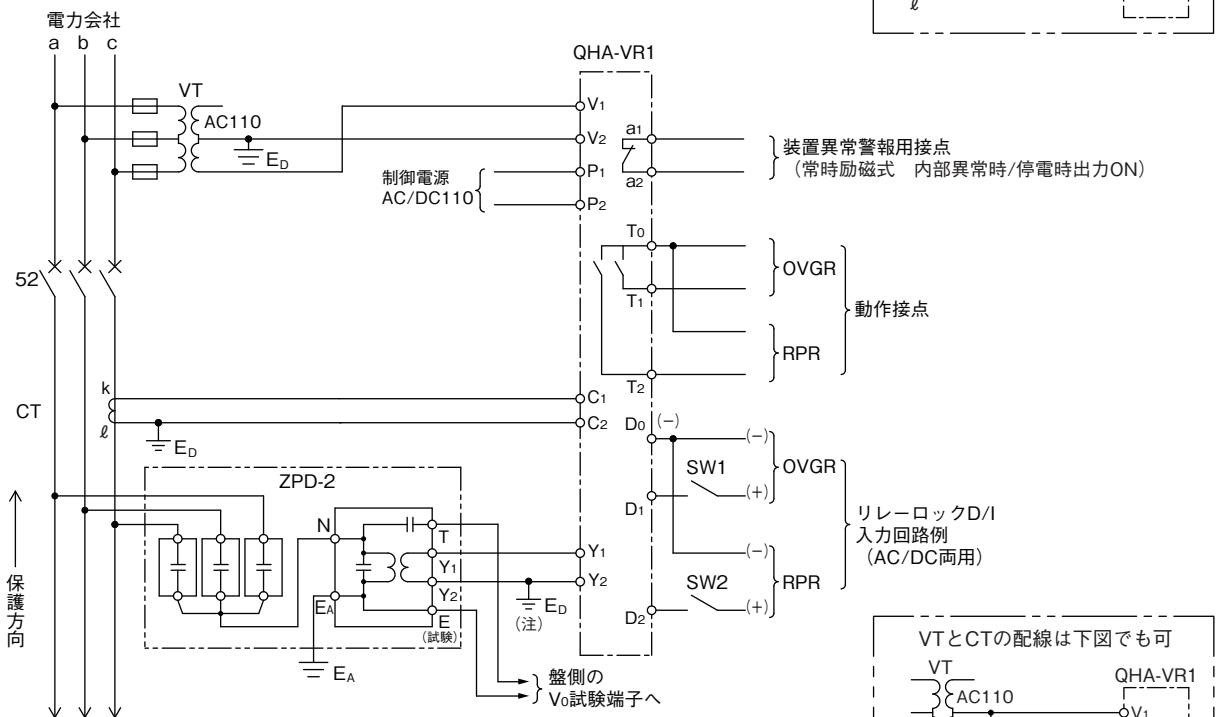 電力会社
a b c
ℓ
QHA-VR1
VT
AC110
ED
V1
V2
P1
P2
制御電源
AC/DC110
a1
a2
装置異常警報用接点
(常時励磁式 内部異常時/停電時出力ON)
52
T0
T1
T2
OVGR
RPR
動作接点
CT
k
ℓ
ED
C1
C2
D0 (−)
(−)
SW1
(+)
OVGR
D1
リレーロックD/I
入力回路例
(AC/DC両用)
(−)
SW2
(+)
RPR
D2
ZPD-2
N
T
Y1
Y2
E
(試験)
EA
EA
Y1
Y2
ED
(注)
盤側の
V0試験端子へ
保護方向
VTとCTの配線は下図でも可
VT
AC110
QHA-VR1
V1